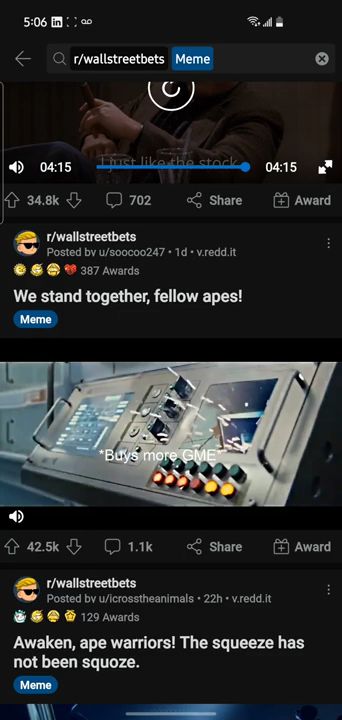 5:06
r/wallstreetbets Meme
I just like the stock
04:15 04:15
34.8k 702 Share Award
r/wallstreetbets
Posted by u/soocoo247 • 1d • v.redd.it
387 Awards
We stand together, fellow apes!
Meme
*Buys more GME*
42.5k 1.1k Share Award
r/wallstreetbets
Posted by u/icrosstheanimals • 22h • v.redd.it
129 Awards
Awaken, ape warriors! The squeeze has
not been squoze.
Meme